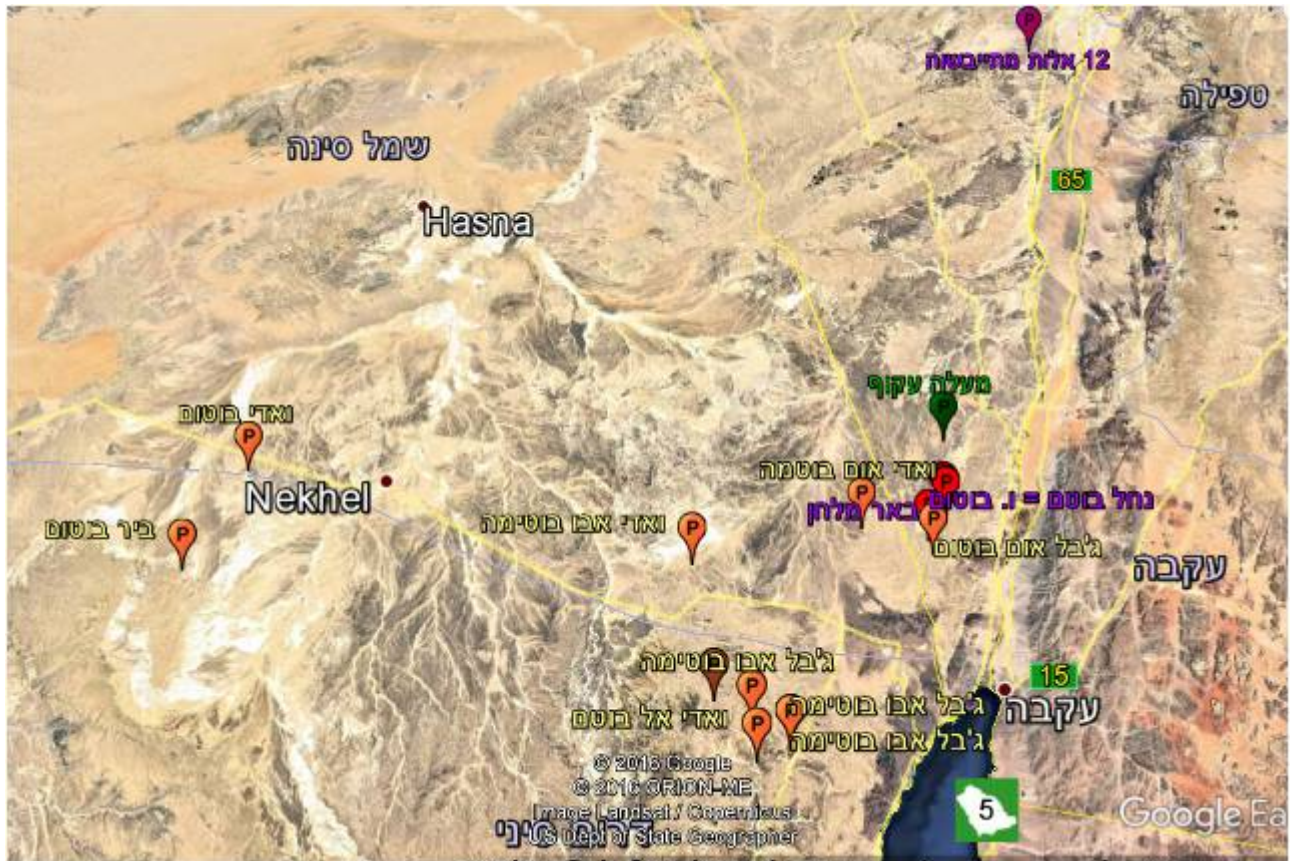 12 אלות מתייבשות
טפילה
שמל סינה
65
Hasna
מעלה עקוף
ואדי בוטום
ואדי אום בוטמה
Nekhel
נחל בוטם = ו. בוטום
באר מלחן
ואדי אבו בוטימה
ביר בוטום
ג'בל אום בוטום
עקבה
ג'בל אבו בוטימה
15
ואדי אל בוטם
ג'בל אבו בוטימה
עקבה
ג'בל אבו בוטימה
© 2016 Google
© 2016 ORION-ME
Image Landsat / Copernicus
US Dept of State Geographer
דרום סיני
5
Google Ea